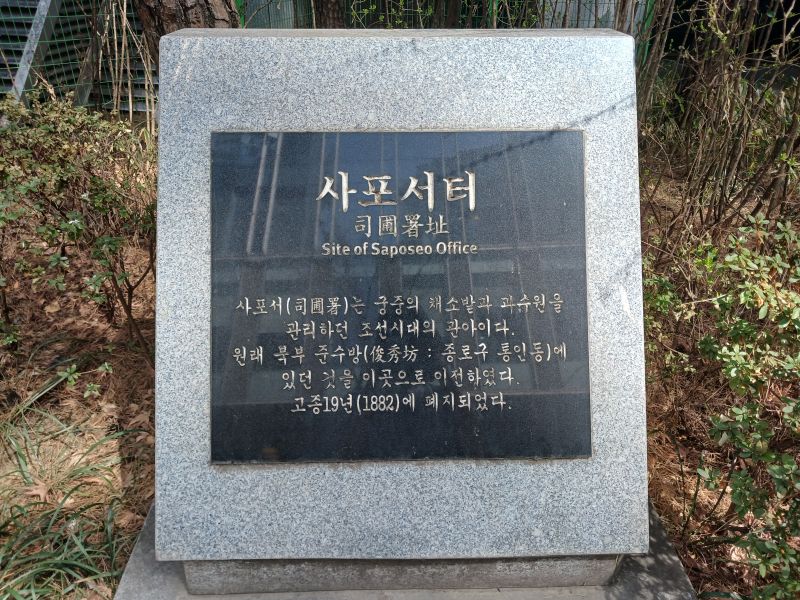 사포서터
司圃署址
Site of Saposeo Office
사포서(司圃署)는 궁중의 채소밭과 과수원을
관리하던 조선시대의 관아이다.
원래 북부 준수방(俊秀坊 : 종로구 통인동)에
있던 것을 이곳으로 이전하였다.
고종19년(1882)에 폐지되었다.